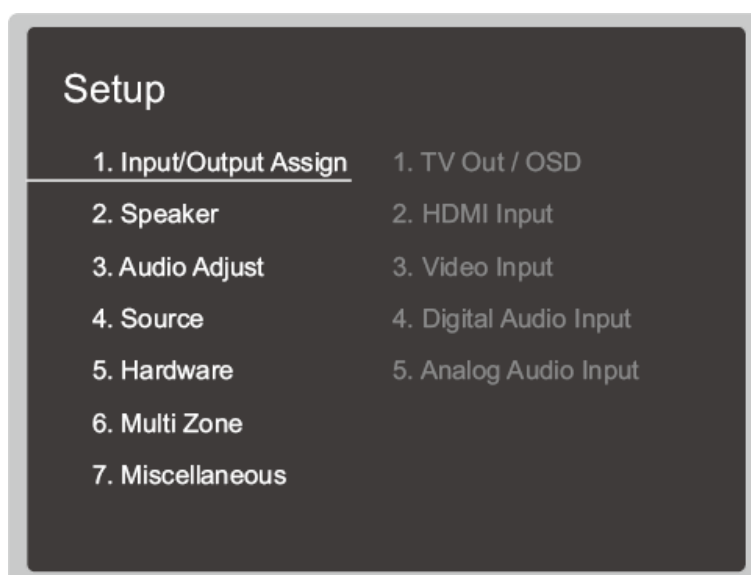 Setup
1. Input/Output Assign
2. Speaker
3. Audio Adjust
4. Source
5. Hardware
6. Multi Zone
7. Miscellaneous
1. TV Out / OSD
2. HDMI Input
3. Video Input
4. Digital Audio Input
5. Analog Audio Input